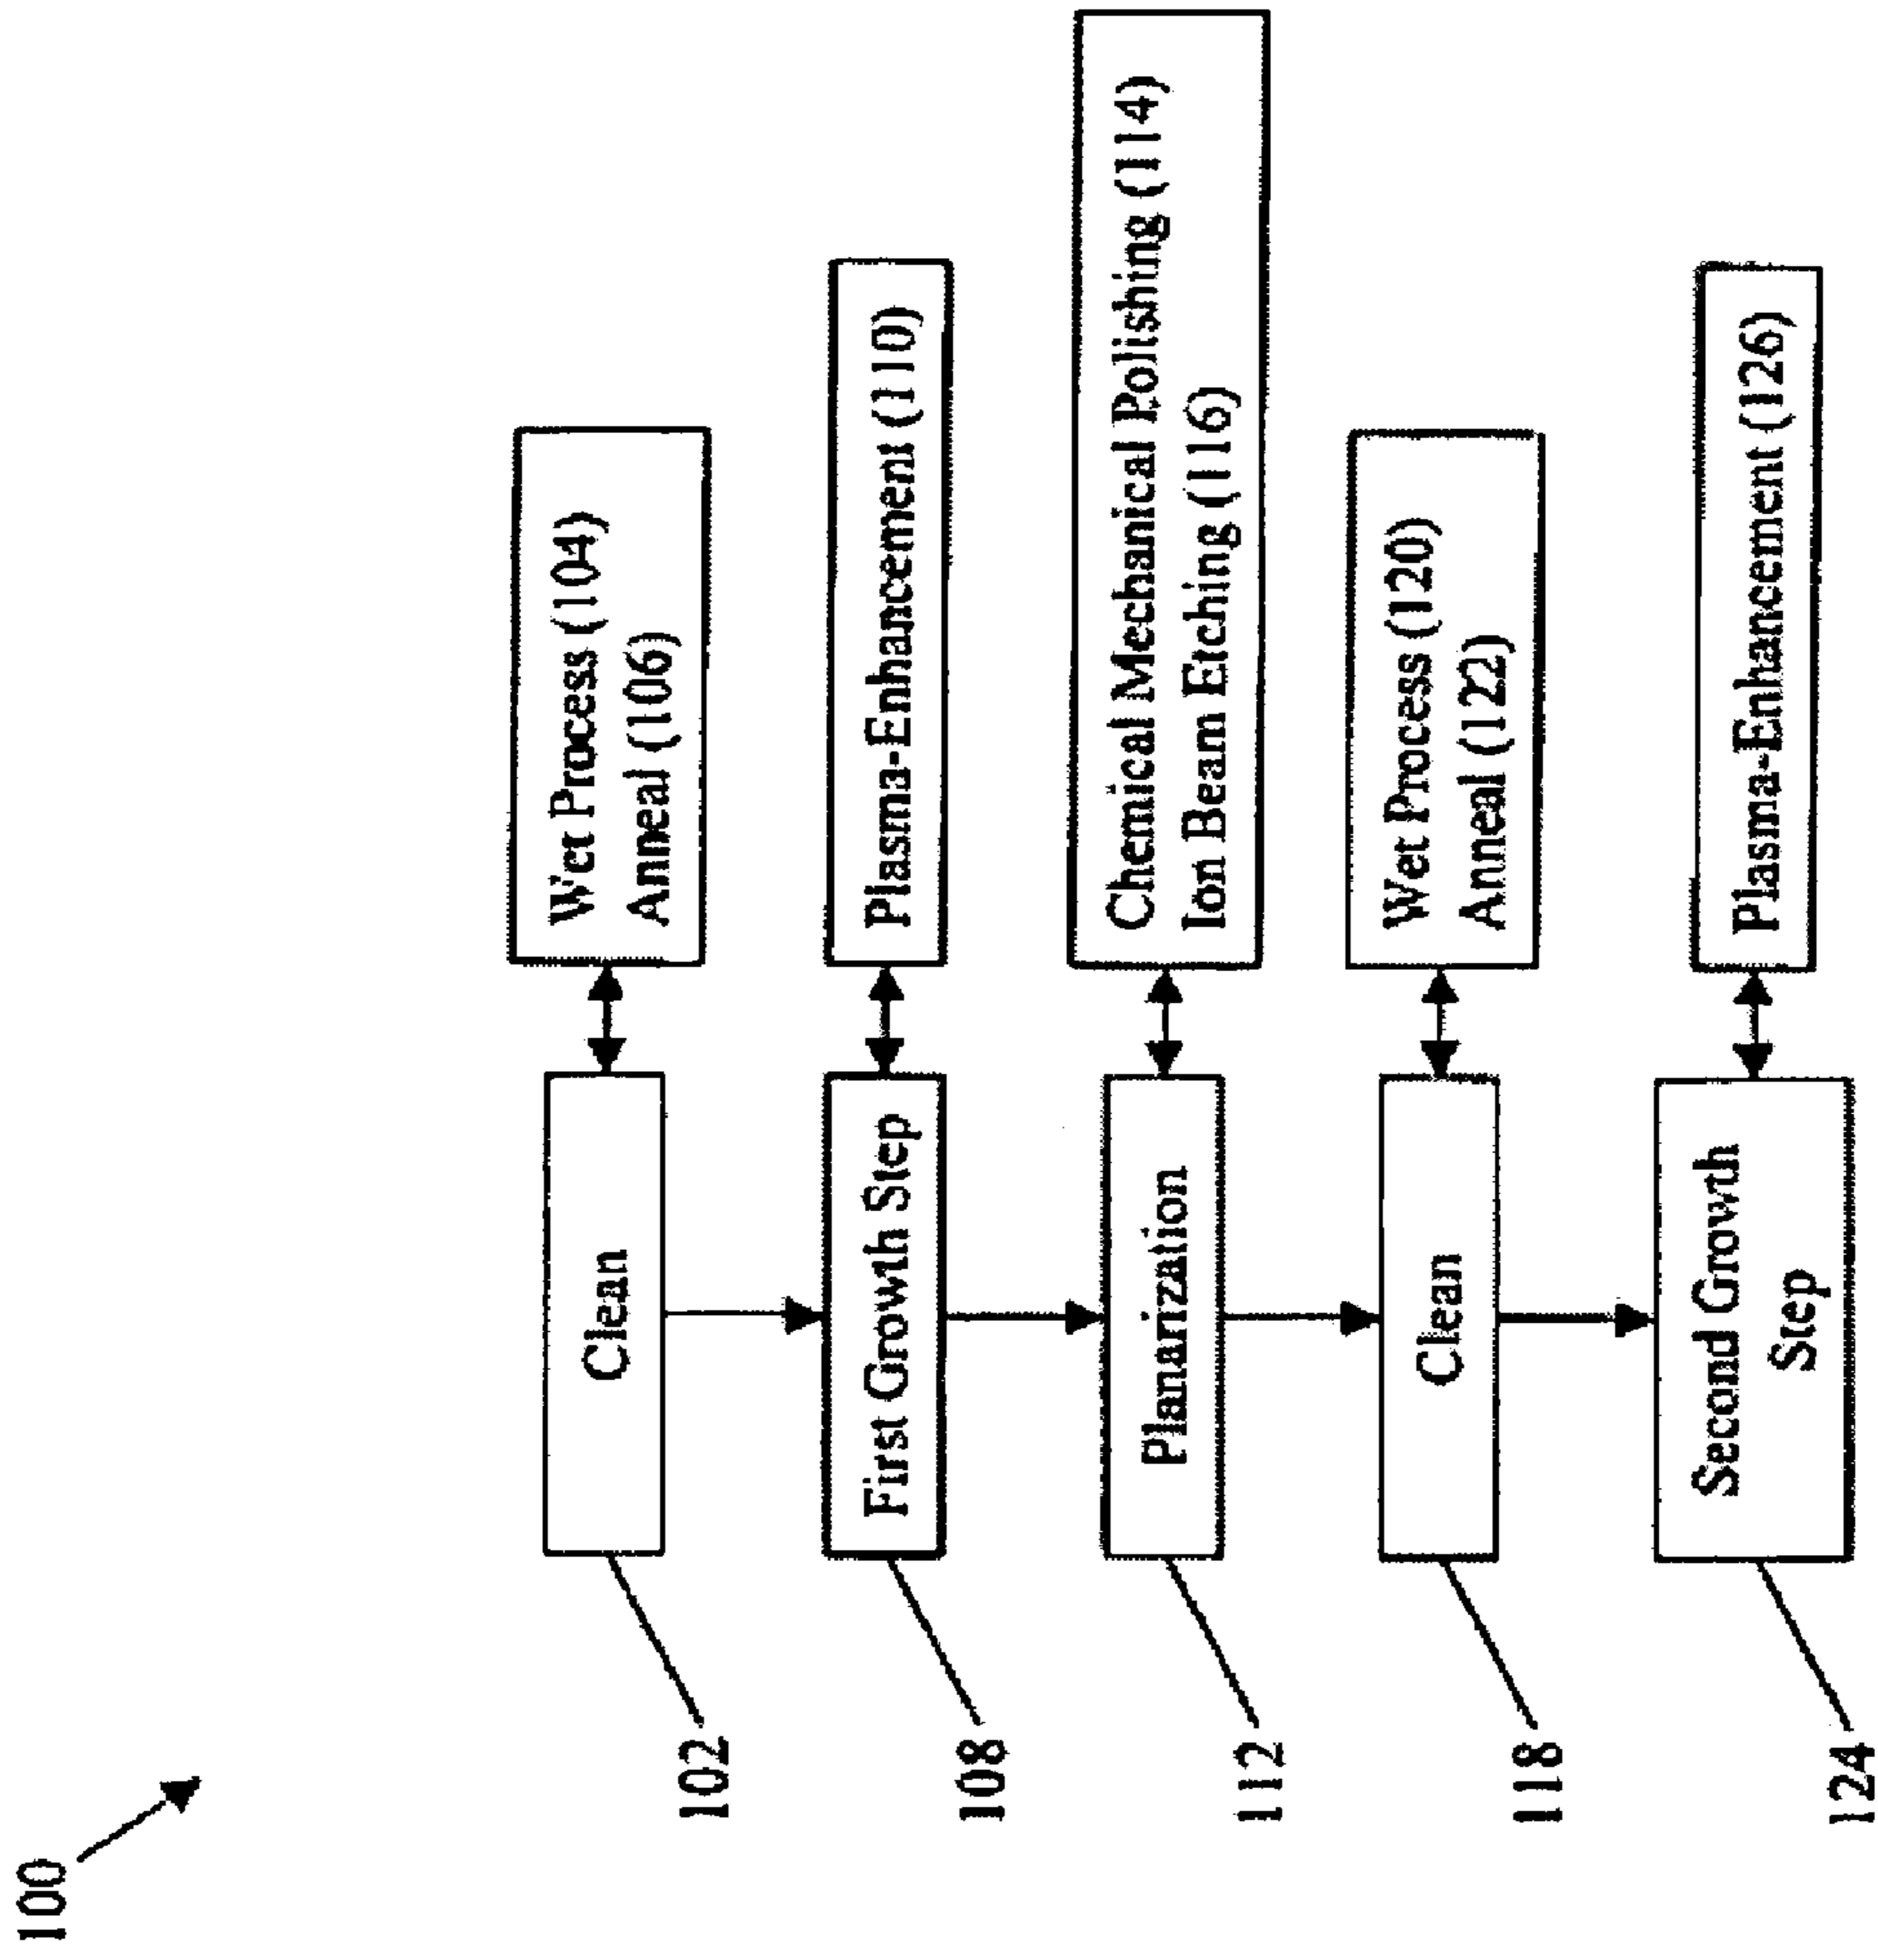 100
102
Clean
Wet Process (104)
Anneal (106)
108
First Growth Step
Plasma-Enhancement (110)
112
Planarization
Chemical Mechanical Polishing (114)
Ion Beam Etching (116)
118
Clean
Wet Process (120)
Anneal (122)
124
Second Growth
Step
Plasma-Enhancement (126)